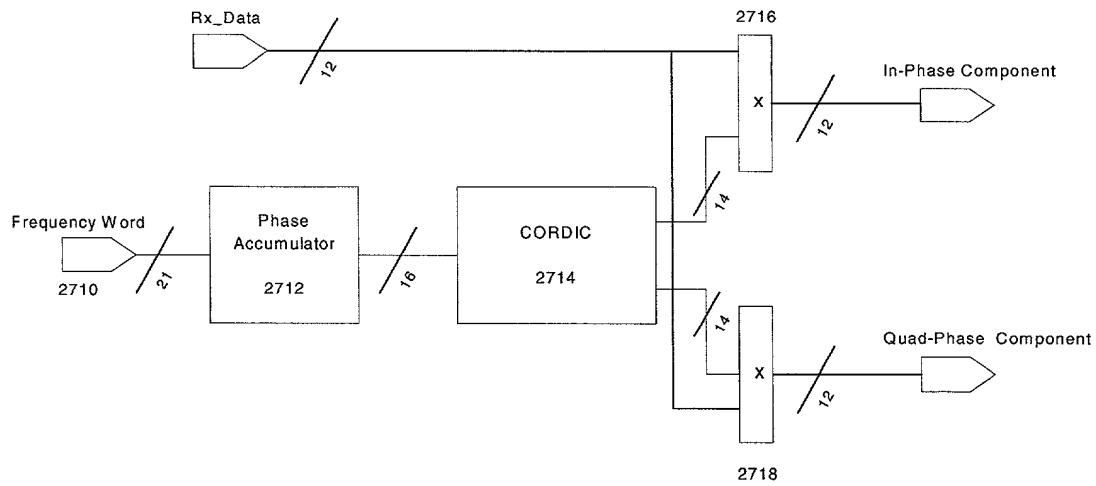 Rx_Data
12
2716
X
In-Phase Component
12
14
Frequency Word
2710
21
Phase
Accumulator
2712
16
CORDIC
2714
14
X
Quad-Phase Component
12
2718